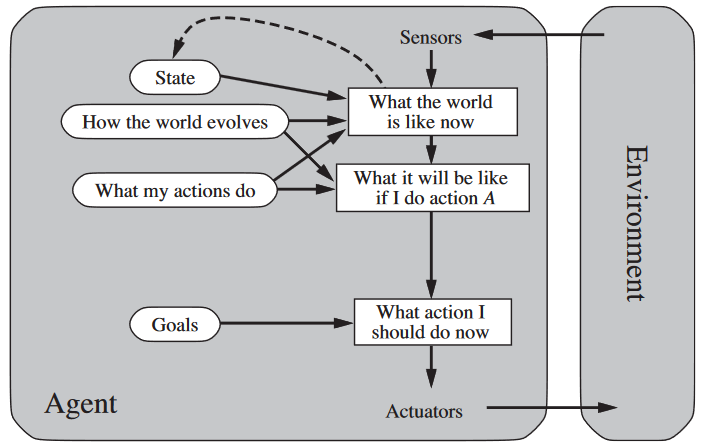 Sensors
State
What the world
is like now
How the world evolves
What my actions do
What it will be like
if I do action A
Environment
Goals
What action I
should do now
Agent
Actuators